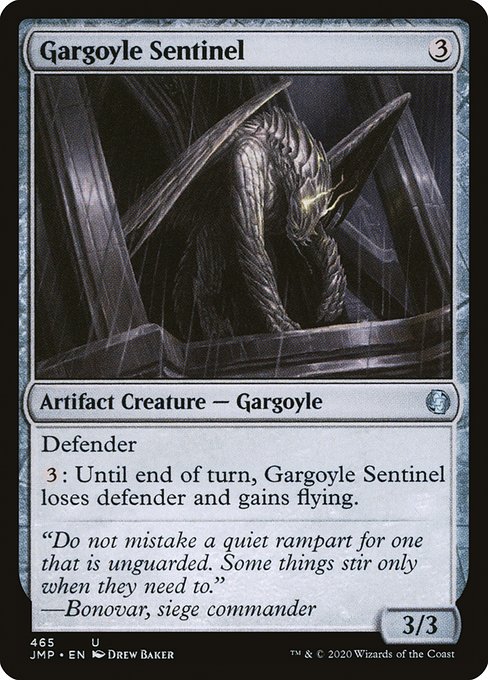 Gargoyle Sentinel 3
Artifact Creature — Gargoyle
Defender
3: Until end of turn, Gargoyle Sentinel
loses defender and gains flying.
“Do not mistake a quiet rampart for one
that is unguarded. Some things stir only
when they need to.”
—Bonovar, siege commander
3/3
465 U
JMP • EN Drew Baker
™ & © 2020 Wizards of the Coast